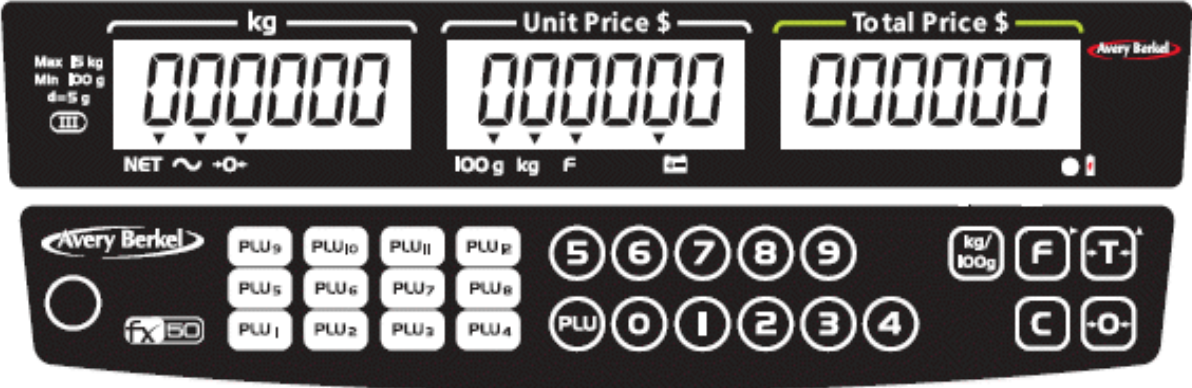 kg Unit Price $ Total Price $
Max 15 kg
Min 100 g
d=5 g
III
000000 000000 000000
Avery Berkel
NET ~ →0← 100 g kg F
Avery Berkel
PLU9 PLU10 PLU11 PLU12 5 6 7 8 9 kg/100g F →T←
PLU5 PLU6 PLU7 PLU8
fx 50 PLU1 PLU2 PLU3 PLU4 PLU 0 1 2 3 4 C →0←